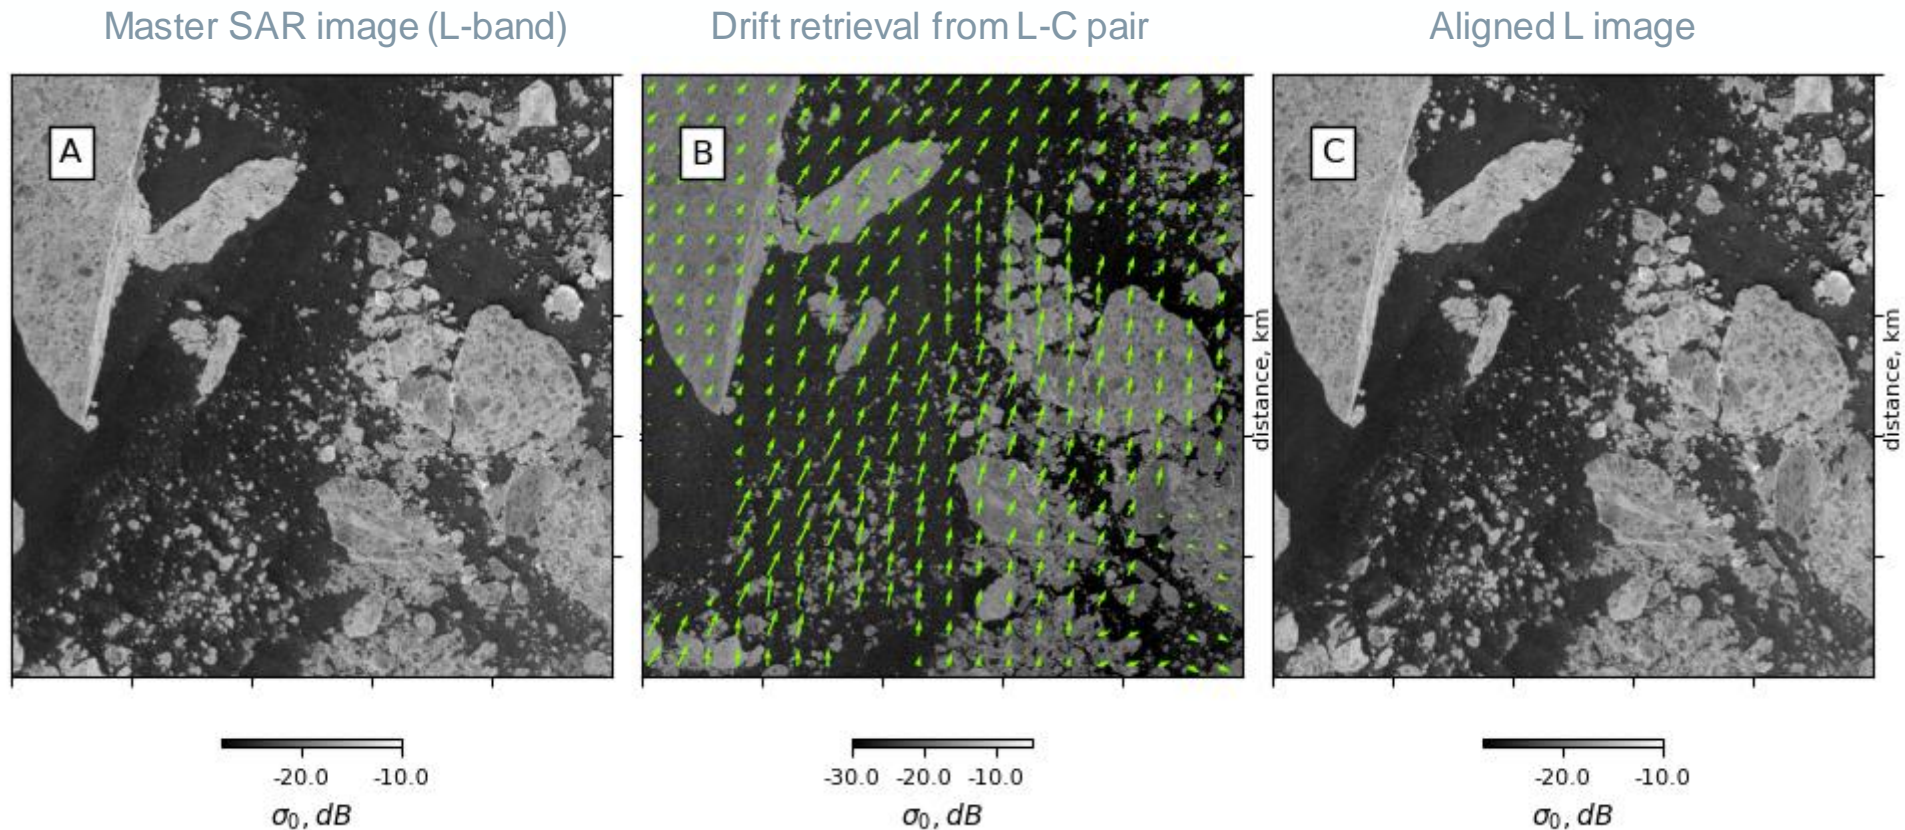 Master SAR image (L-band)
Drift retrieval from L-C pair
Aligned L image
A
B
C
distance, km
distance, km
-20.0 -10.0
σ0, dB
-30.0 -20.0 -10.0
σ0, dB
-20.0 -10.0
σ0, dB